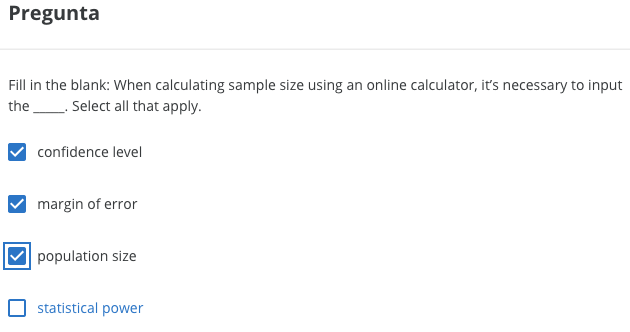 Pregunta
Fill in the blank: When calculating sample size using an online calculator, it’s necessary to input
the _____. Select all that apply.
confidence level
margin of error
population size
statistical power